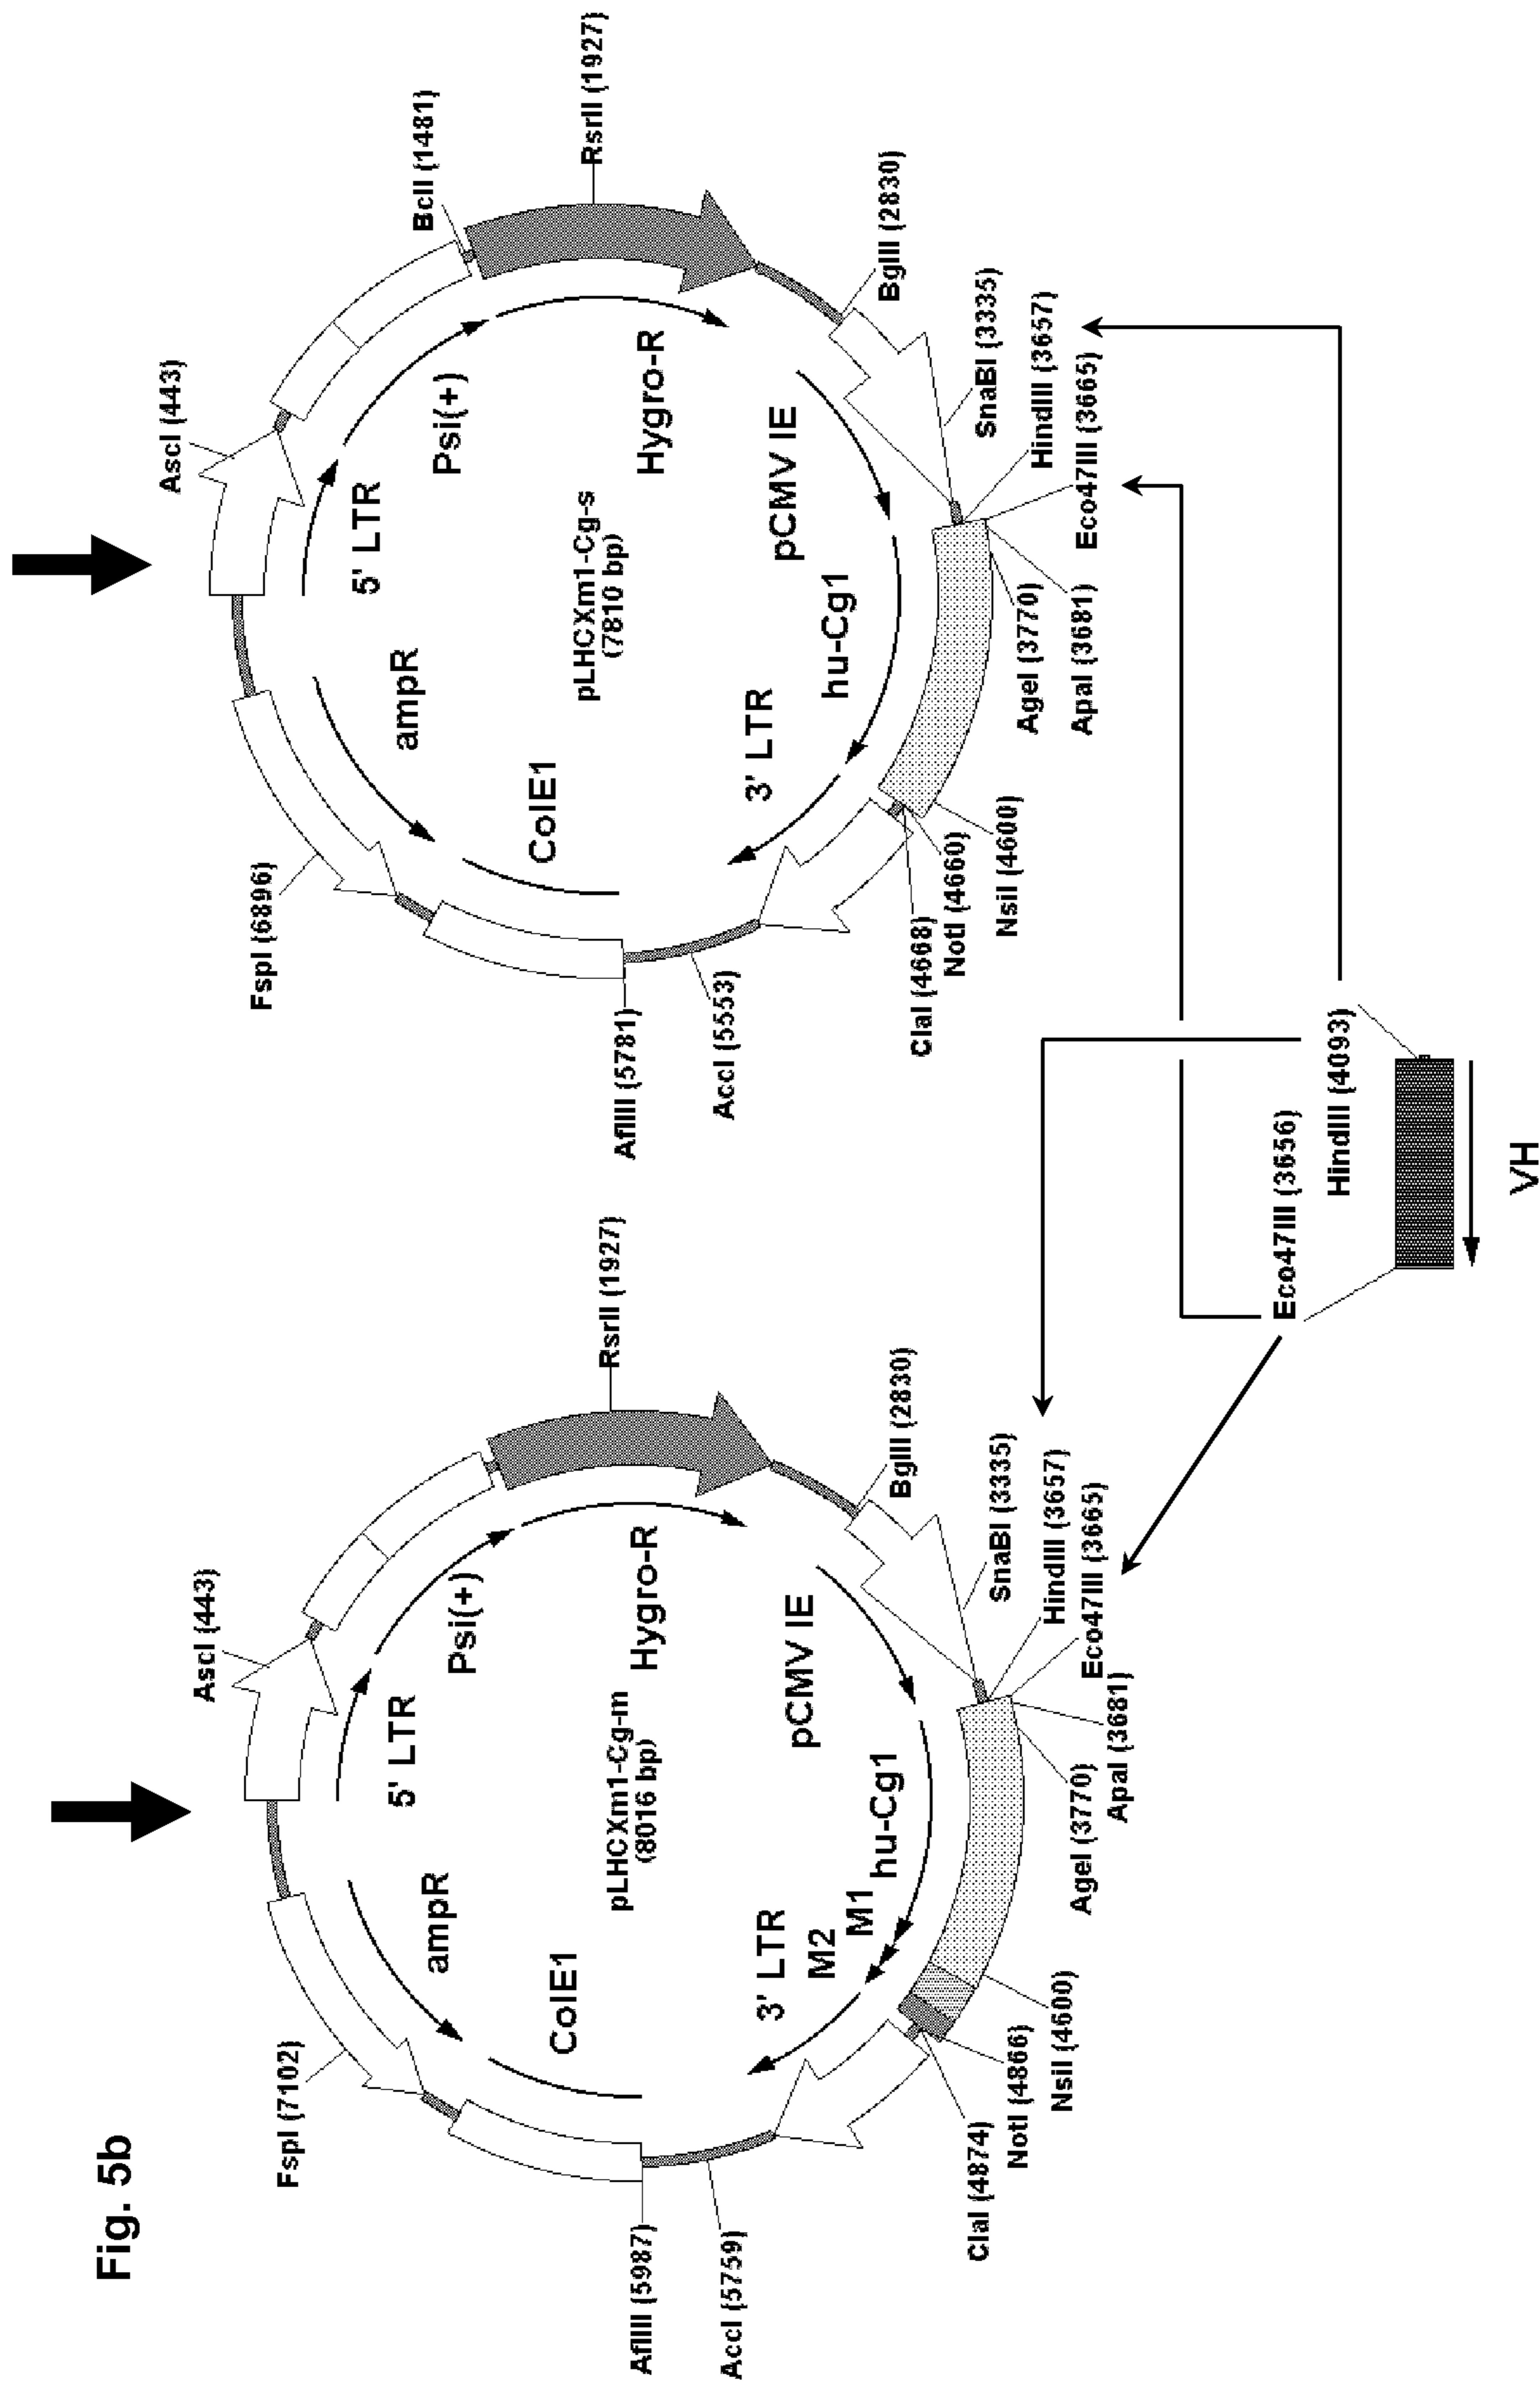 Fig. 5b
FspI (7102)
AscI (443)
5' LTR
Psi(+)
ampR
RsrII (1927)
Hygro-R
ColE1
pLHCXm1-Cg-m
(8016 bp)
AflIII (5987)
AccI (5759)
3' LTR
M2
M1
hu-Cg1
pCMV IE
BglII (2830)
ClaI (4874)
NotI (4866)
NsiI (4600)
AgeI (3770)
ApaI (3681)
Eco47III (3665)
HindIII (3657)
SnaBI (3335)
FspI (6896)
AscI (443)
BclI (1481)
5' LTR
Psi(+)
ampR
RsrII (1927)
Hygro-R
ColE1
pLHCXm1-Cg-s
(7810 bp)
AflIII (5781)
AccI (5553)
3' LTR
hu-Cg1
pCMV IE
BglII (2830)
ClaI (4668)
NotI (4660)
NsiI (4600)
AgeI (3770)
ApaI (3681)
Eco47III (3665)
HindIII (3657)
SnaBI (3335)
Eco47III (3656)
HindIII (4093)
VH